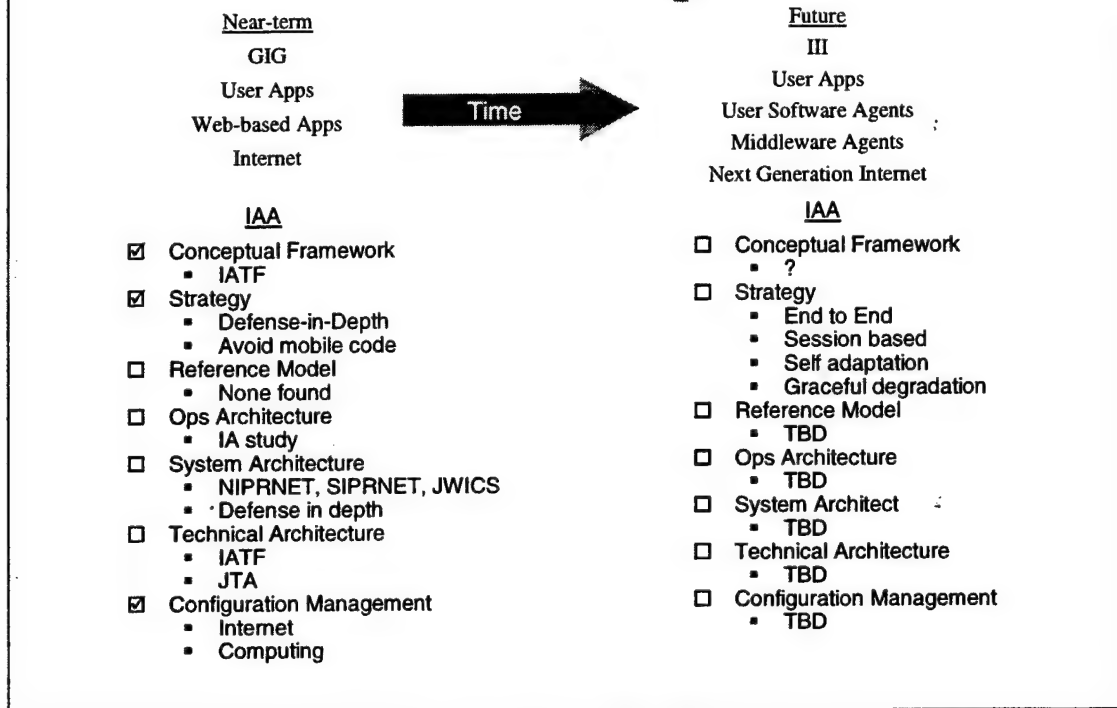 Near-term
GIG
User Apps
Web-based Apps
Internet
Time
Future
III
User Apps
User Software Agents
Middleware Agents
Next Generation Internet
IAA
☑ Conceptual Framework
▪ IATF
☑ Strategy
▪ Defense-in-Depth
▪ Avoid mobile code
☐ Reference Model
▪ None found
☐ Ops Architecture
▪ IA study
☐ System Architecture
▪ NIPRNET, SIPRNET, JWICS
▪ Defense in depth
☐ Technical Architecture
▪ IATF
▪ JTA
☑ Configuration Management
▪ Internet
▪ Computing
IAA
☐ Conceptual Framework
▪ ?
☐ Strategy
▪ End to End
▪ Session based
▪ Self adaptation
▪ Graceful degradation
☐ Reference Model
▪ TBD
☐ Ops Architecture
▪ TBD
☐ System Architect
▪ TBD
☐ Technical Architecture
▪ TBD
☐ Configuration Management
▪ TBD